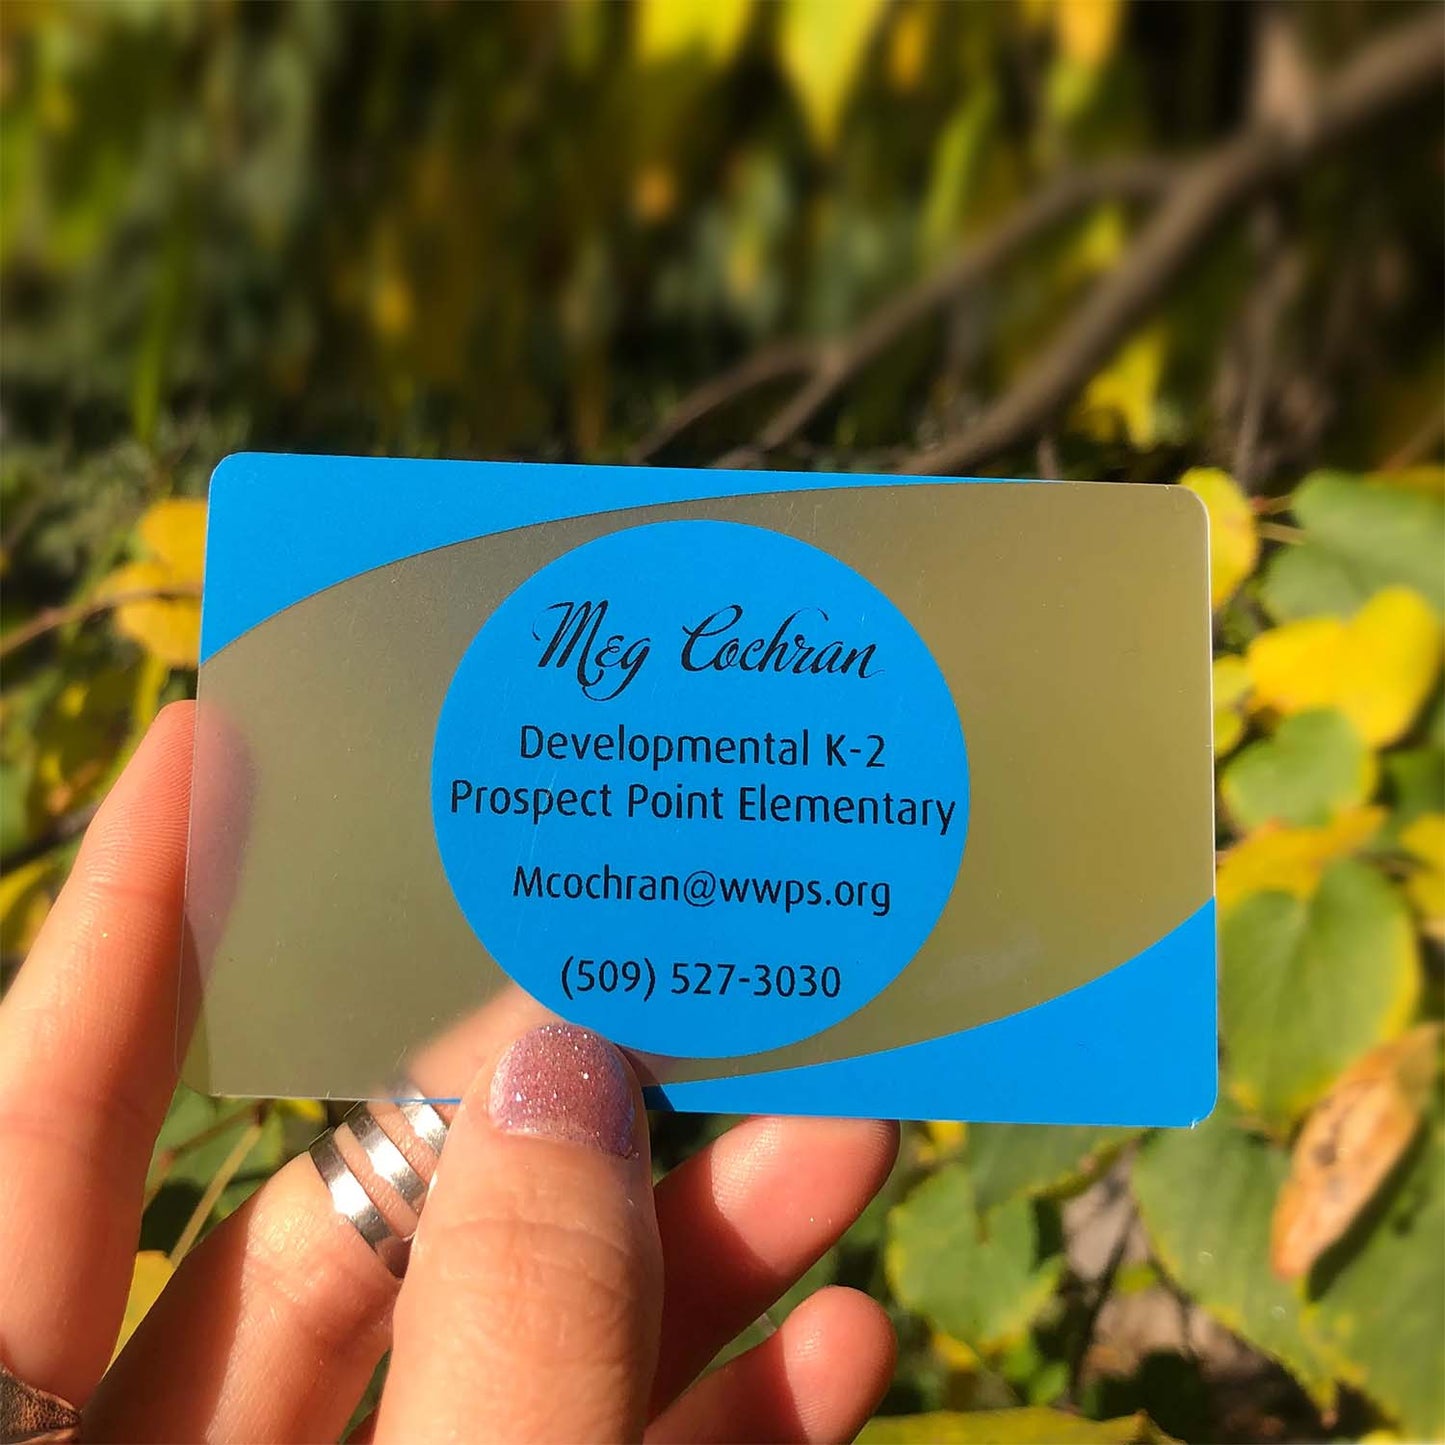 Meg Cochran
Developmental K-2
Prospect Point Elementary
Mcochran@wwps.org
(509) 527-3030